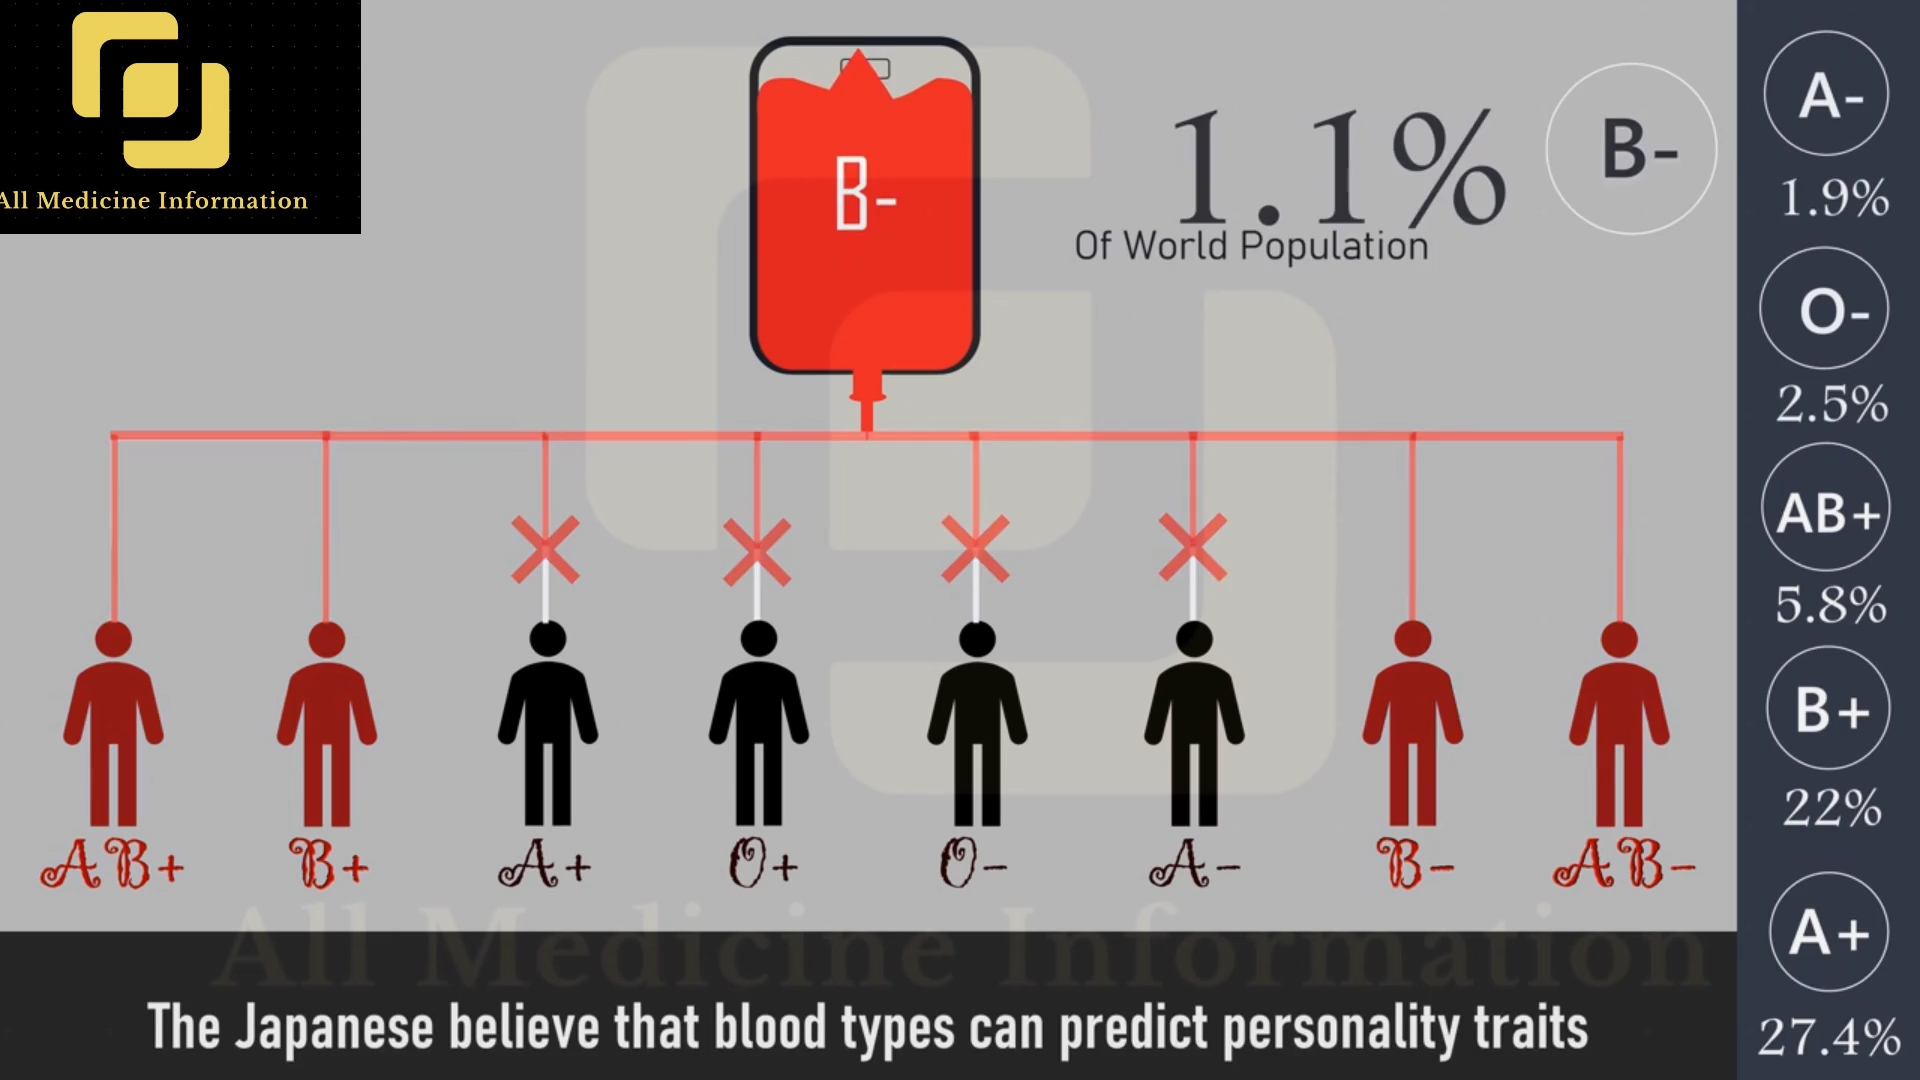 All Medicine Information
B-
1.1%
Of World Population
B-
A-
1.9%
O-
2.5%
AB+
5.8%
B+
22%
A+
27.4%
AB+ B+ A+ O+ O- A- B- AB-
All Medicine Information
The Japanese believe that blood types can predict personality traits